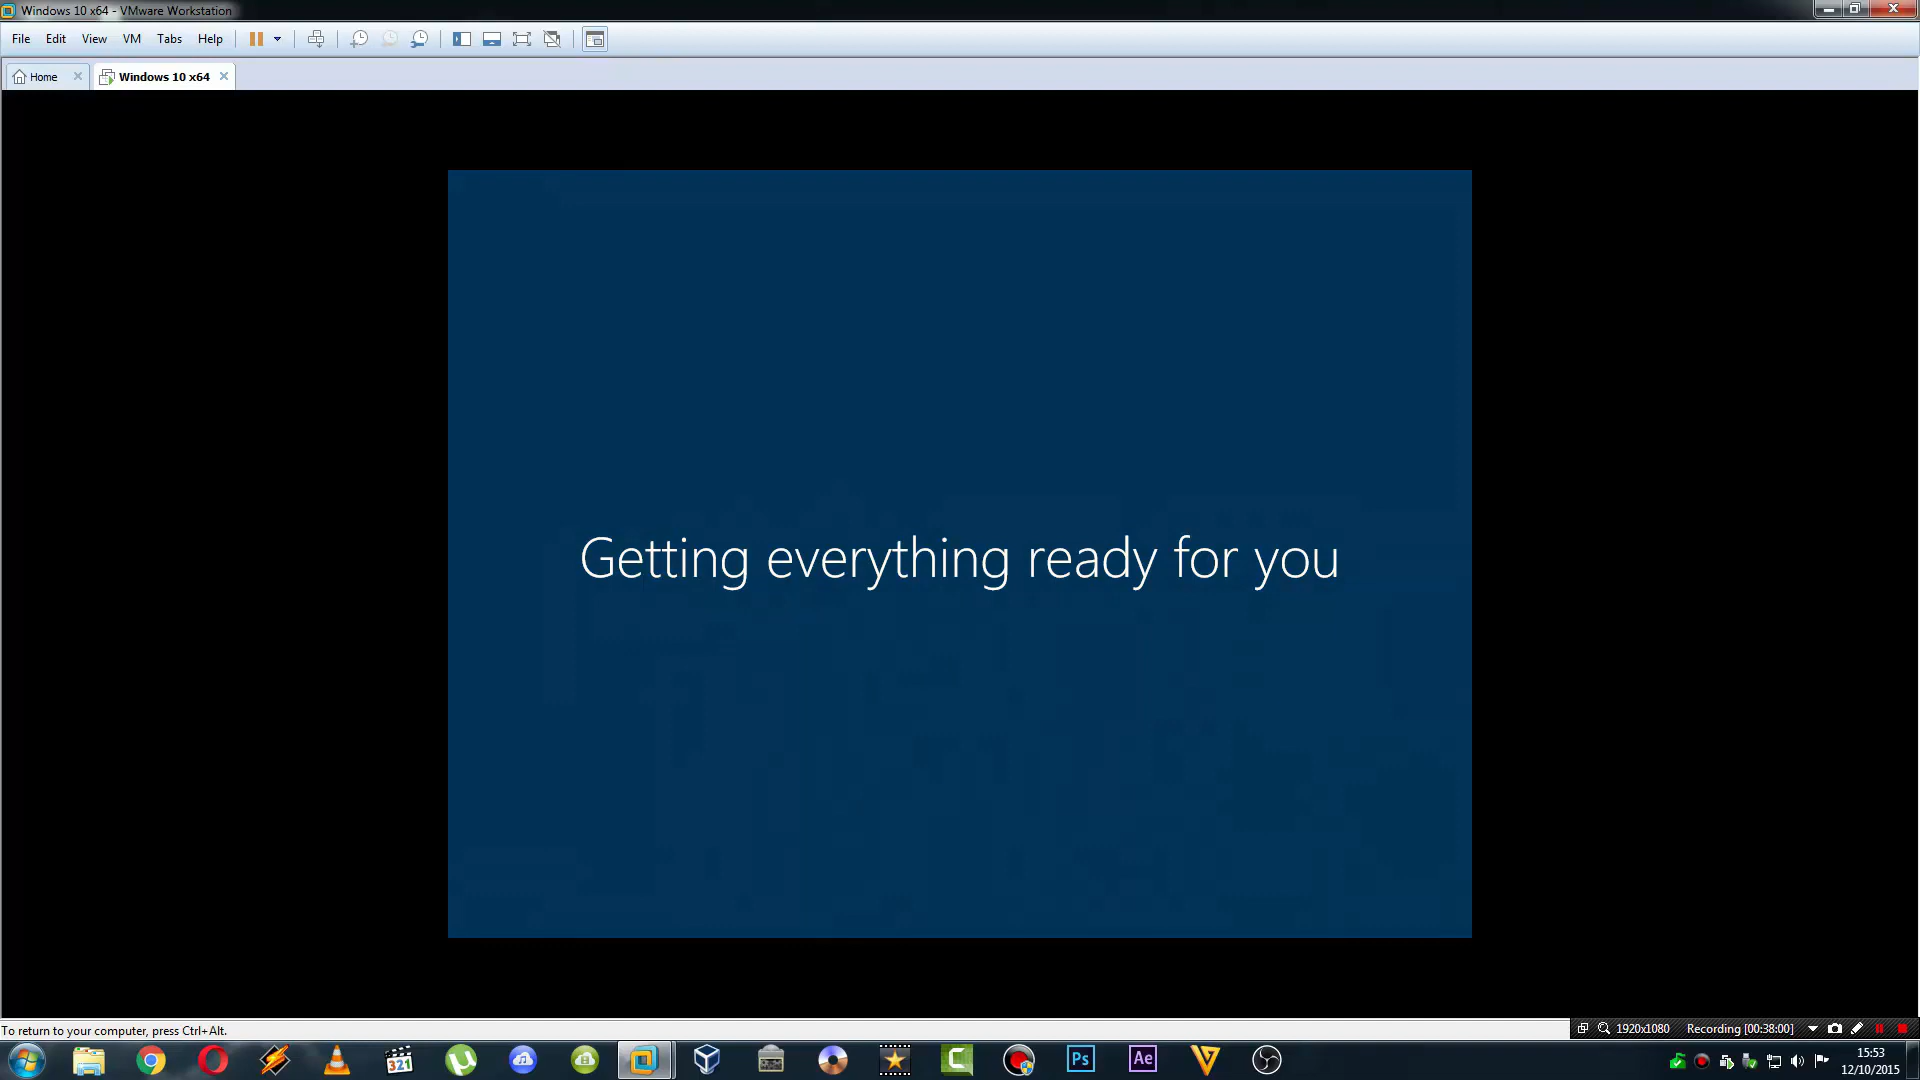 Windows 10 x64 - VMware Workstation
File Edit View VM Tabs Help
Home Windows 10 x64
Getting everything ready for you
To return to your computer, press Ctrl+Alt.
1920x1080 Recording [00:38:00]
321 Ps Ae
15:53
12/10/2015